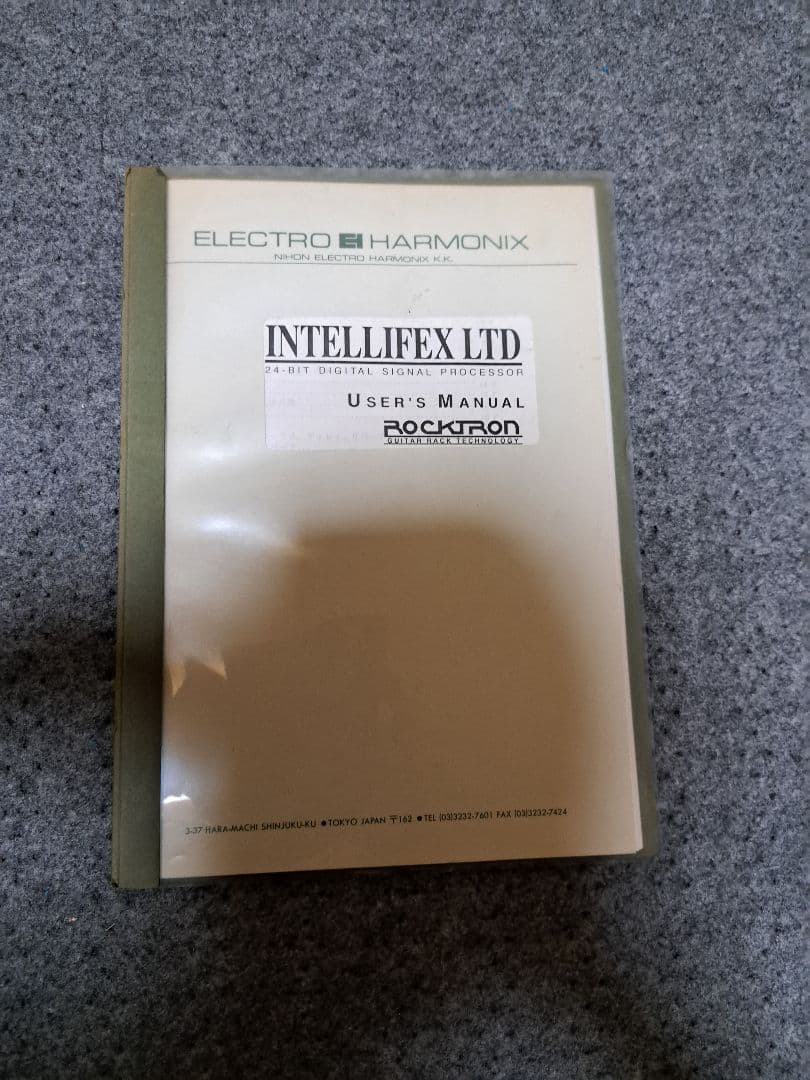 ELECTRO HARMONIX
NIHON ELECTRO HARMONIX K.K.
INTELLIFEX LTD
24-BIT DIGITAL SIGNAL PROCESSOR
USER'S MANUAL
ROCKTRON
GUITAR RACK TECHNOLOGY
3-37 HARA-MACHI SHINJUKU-KU ●TOKYO JAPAN 〒162 ●TEL (03)3232-7601 FAX (03)3232-7424